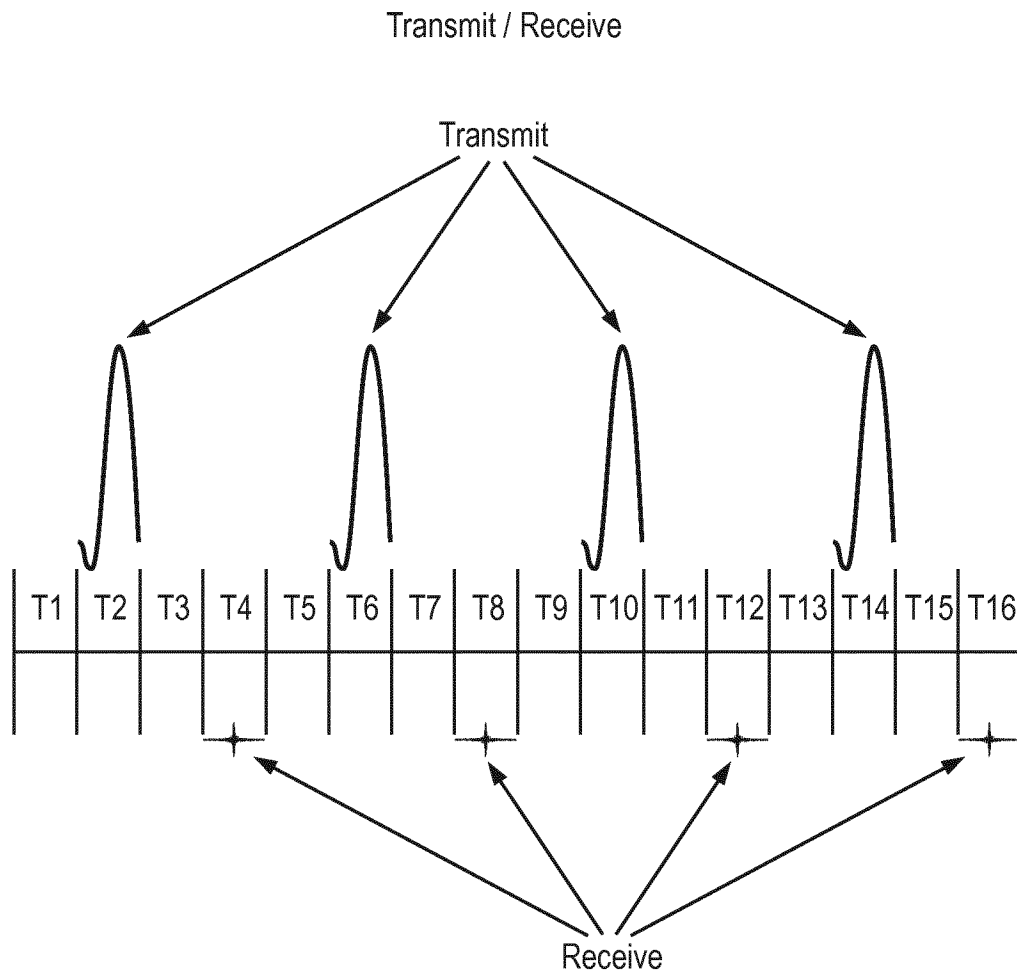 Transmit / Receive
Transmit
T1 T2 T3 T4 T5 T6 T7 T8 T9 T10 T11 T12 T13 T14 T15 T16
Receive